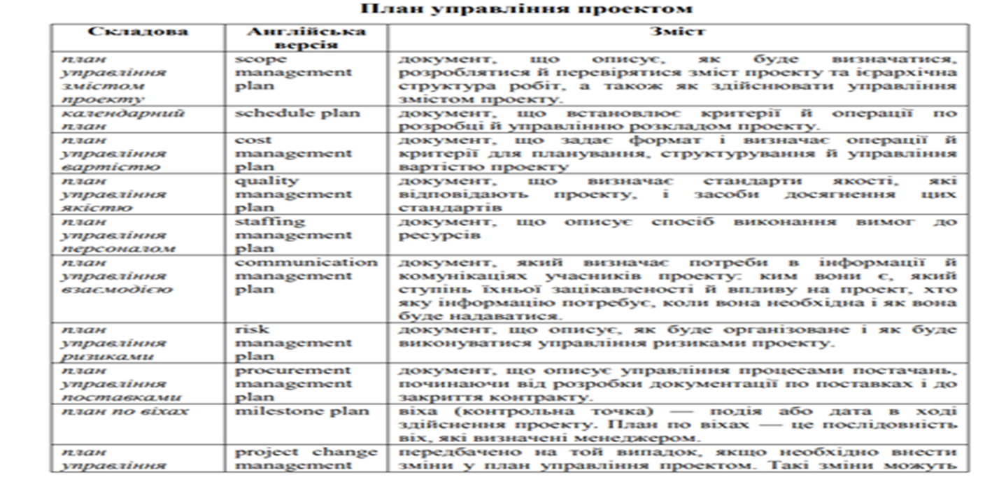 План управління проектом
Складова Англійська версія Зміст
план управління змістом проекту
scope management plan
документ, що описує, як буде визначатися,
розроблятися й перевірятися зміст проекту та ієрархічна
структура робіт, а також як здійснювати управління
змістом проекту.
календарний план
schedule plan
документ, що встановлює критерії й операції по
розробці й управлінню розкладом проекту.
план управління вартістю
cost management plan
документ, що задає формат і визначає операції й
критерії для планування, структурування й управління
вартістю проекту
план управління якістю
quality management plan
документ, що визначає стандарти якості, які
відповідають проекту, і засоби досягнення цих
стандартів
план управління персоналом
staffing management plan
документ, що описує спосіб виконання вимог до
ресурсів
план управління взаємодією
communication management plan
документ, який визначає потреби в інформації й
комунікаціях учасників проекту: ким вони є, який
ступінь їхньої зацікавленості й впливу на проект, хто
яку інформацію потребує, коли вона необхідна і як вона
буде надаватися.
план управління ризиками
risk management plan
документ, що описує, як буде організоване і як буде
виконуватися управління ризиками проекту.
план управління поставками
procurement management plan
документ, що описує управління процесами постачань,
починаючи від розробки документації по поставках і до
закриття контракту.
план по віхах
milestone plan
віха (контрольна точка) — подія або дата в ході
здійснення проекту. План по віхах — це послідовність
віх, які визначені менеджером.
план управління
project change management
передбачено на той випадок, якщо необхідно внести
зміни у план управління проектом. Такі зміни можуть